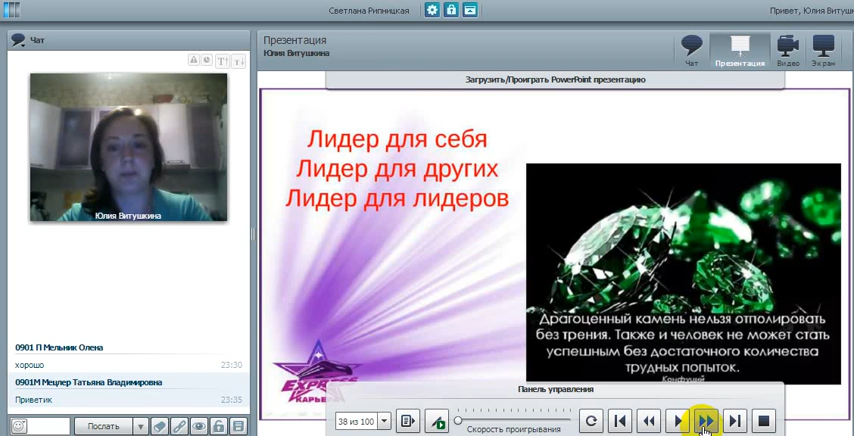 Светлана Рипницкая
Привет, Юлия Витушк
Чат
Юлия Витушкина
0901 П Мельник Олена
хорошо
23:30
0901М Мецлер Татьяна Владимировна
Приветик
23:35
Послать
Презентация
Юлия Витушкина
Чат
Презентация
Видео
Экран
Загрузить/Проиграть PowerPoint презентацию
Лидер для себя
Лидер для других
Лидер для лидеров
EXPRESS
КАРЬЕ
Драгоценный камень нельзя отполировать
без трения. Также и человек не может стать
успешным без достаточного количества
трудных попыток.
Конфуций
Панель управления
38 из 100
Скорость проигрывания